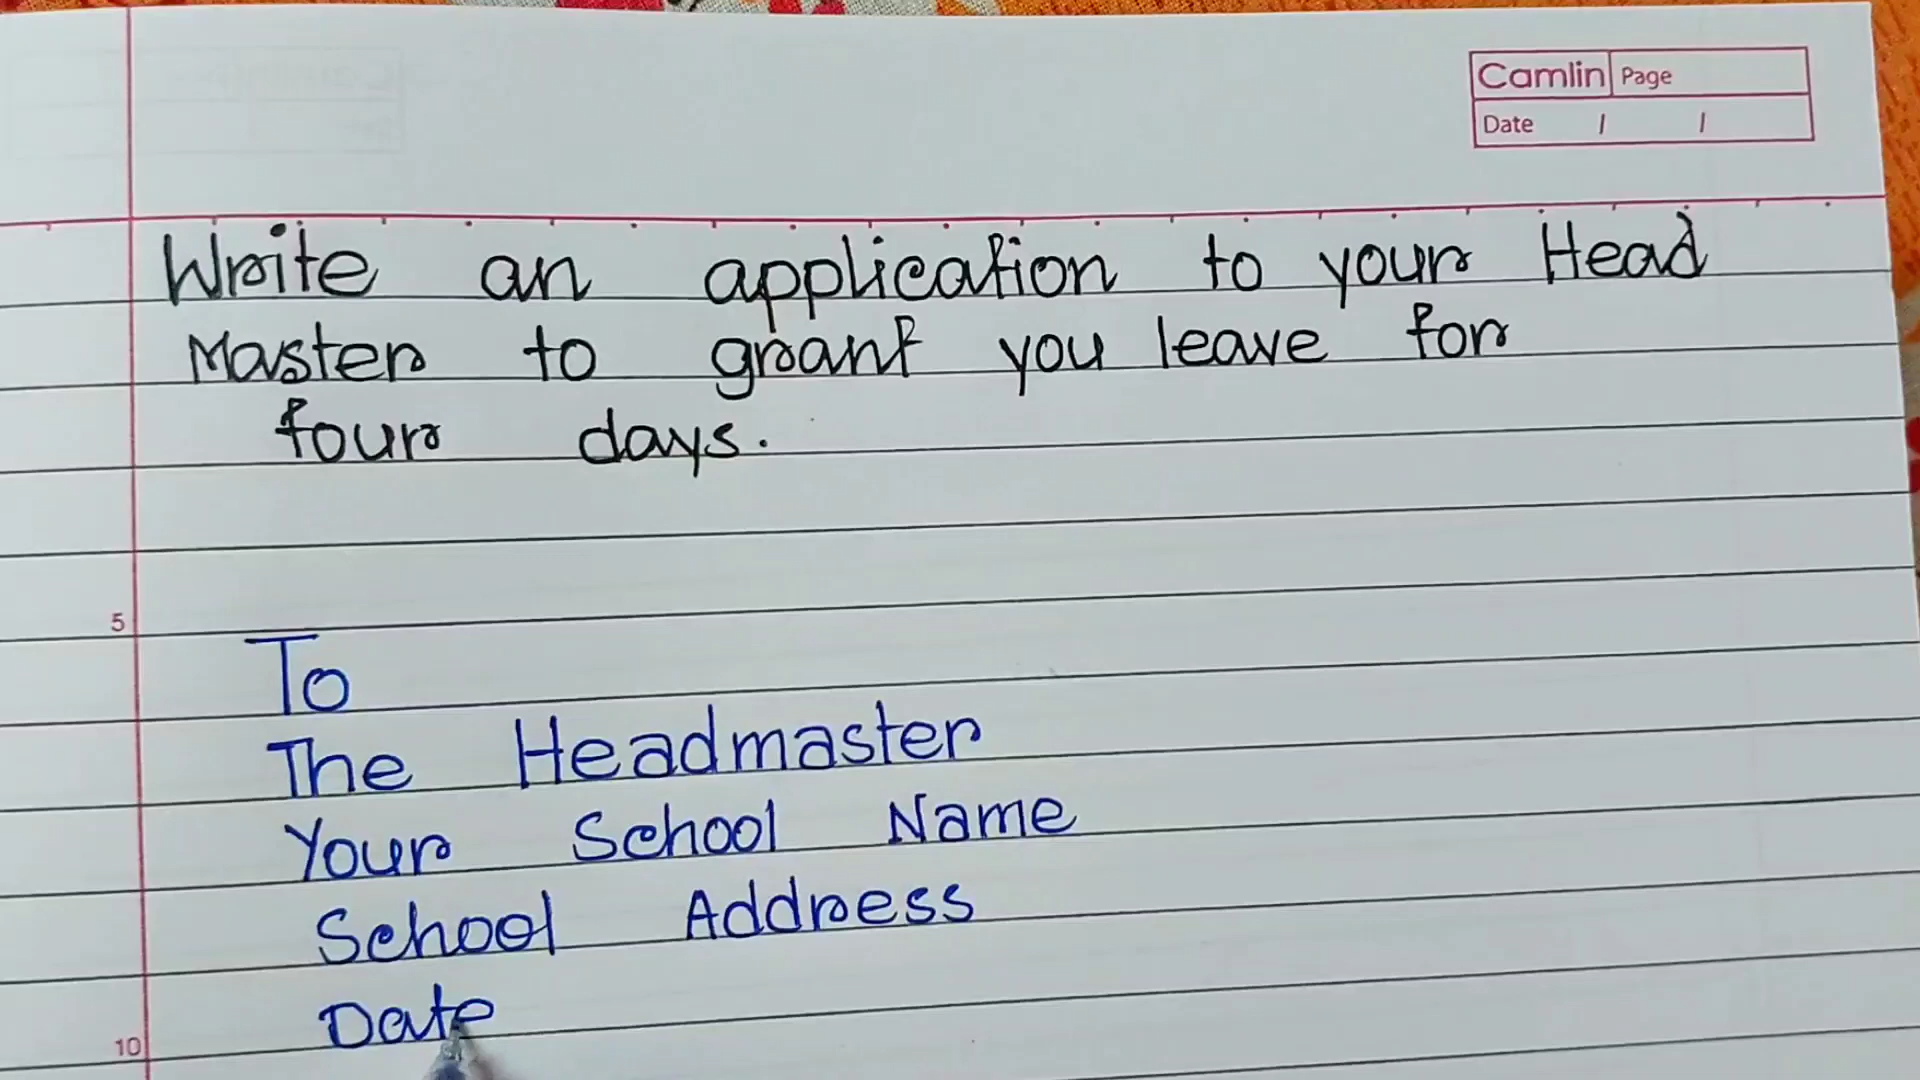 Camlin Page
Date / /
Write an application to your Head
Master to grant you leave for
four days.
5
To
The Headmaster
Your School Name
School Address
Date
10